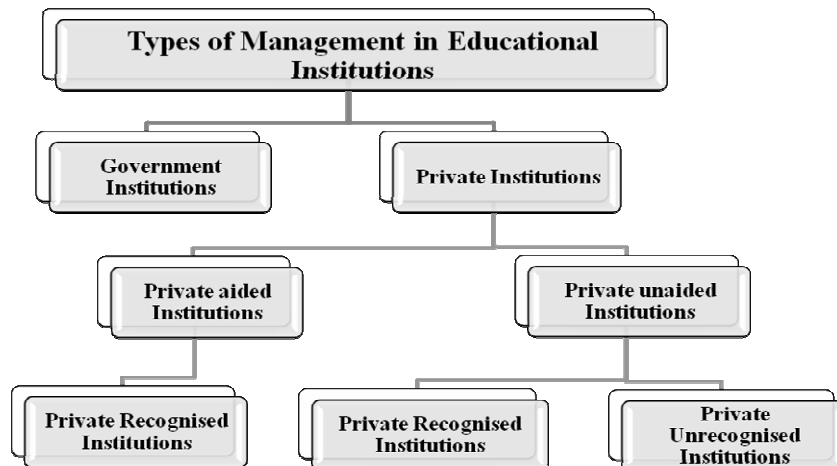 Types of Management in Educational
Institutions
Government
Institutions
Private Institutions
Private aided
Institutions
Private unaided
Institutions
Private Recognised
Institutions
Private Recognised
Institutions
Private
Unrecognised
Institutions